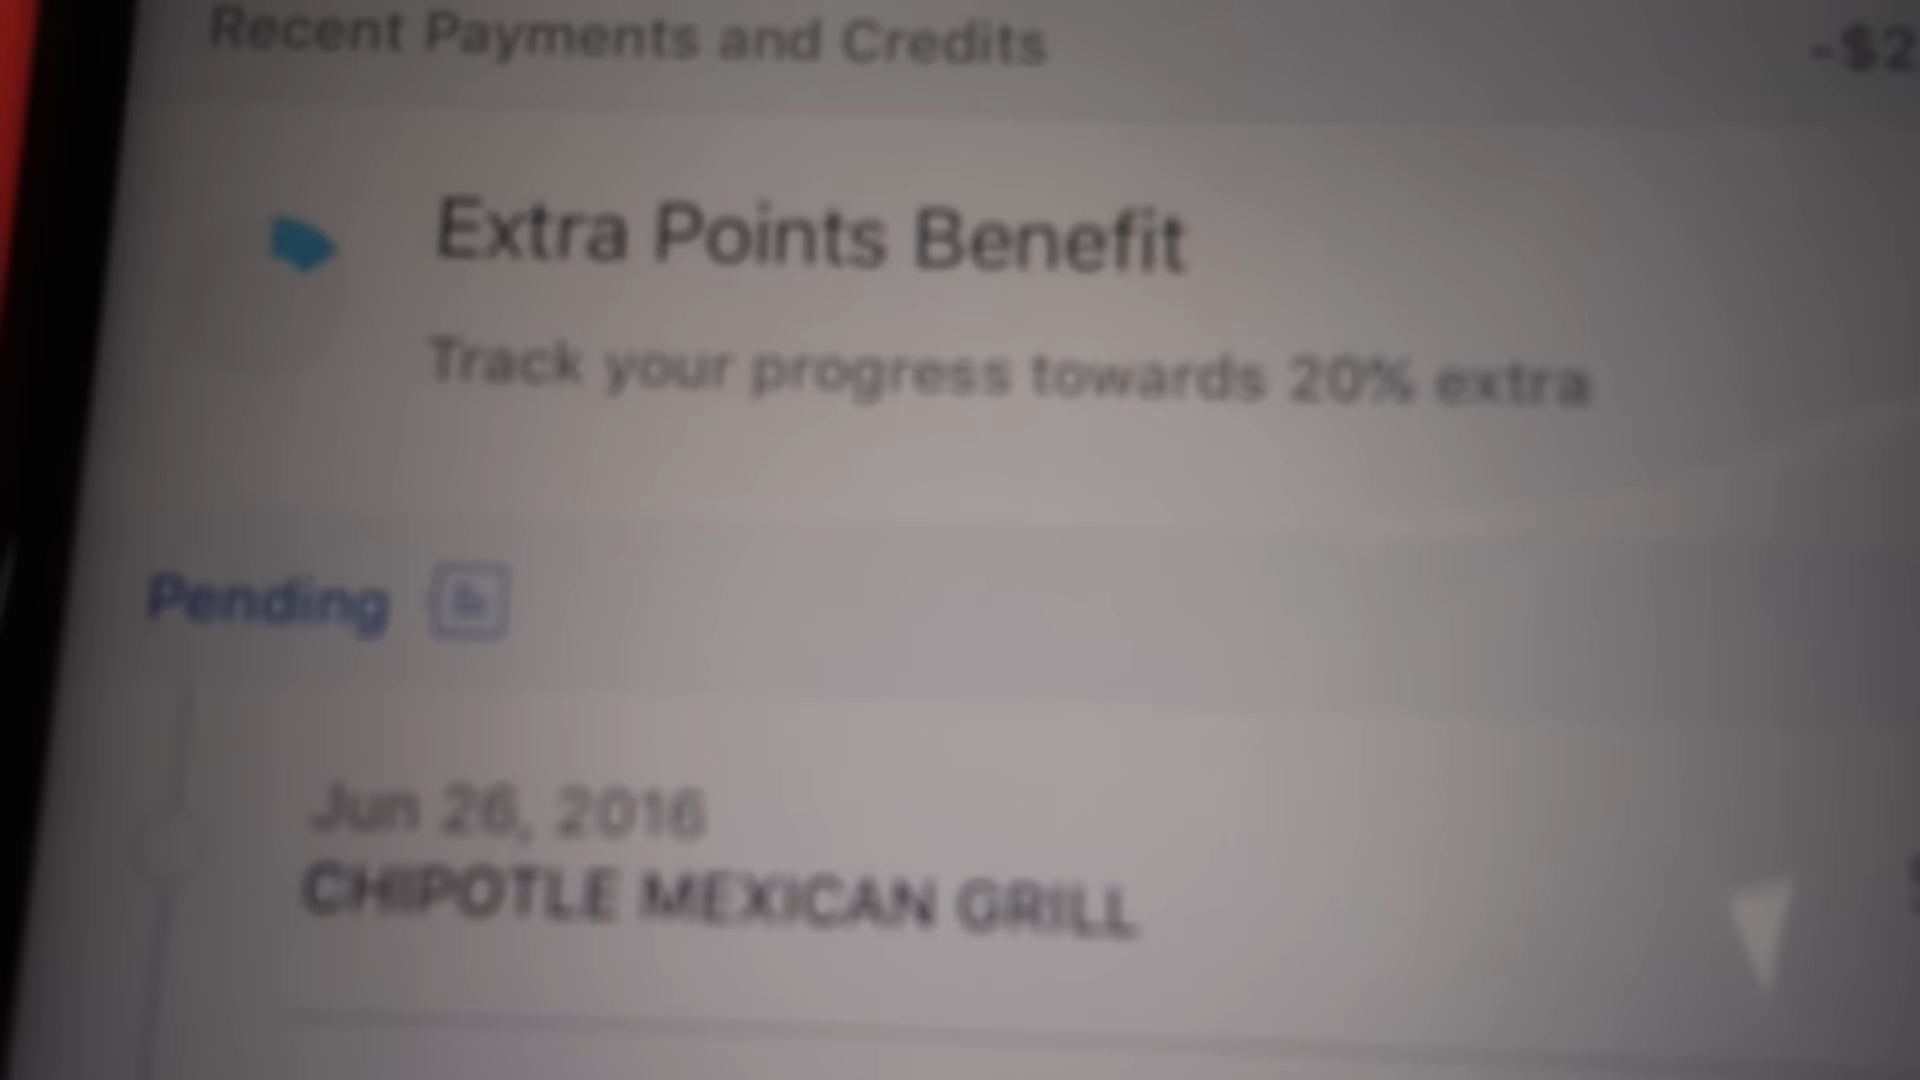 Recent Payments and Credits -$2
Extra Points Benefit
Track your progress towards 20% extra
Pending
Jun 26, 2016
CHIPOTLE MEXICAN GRILL